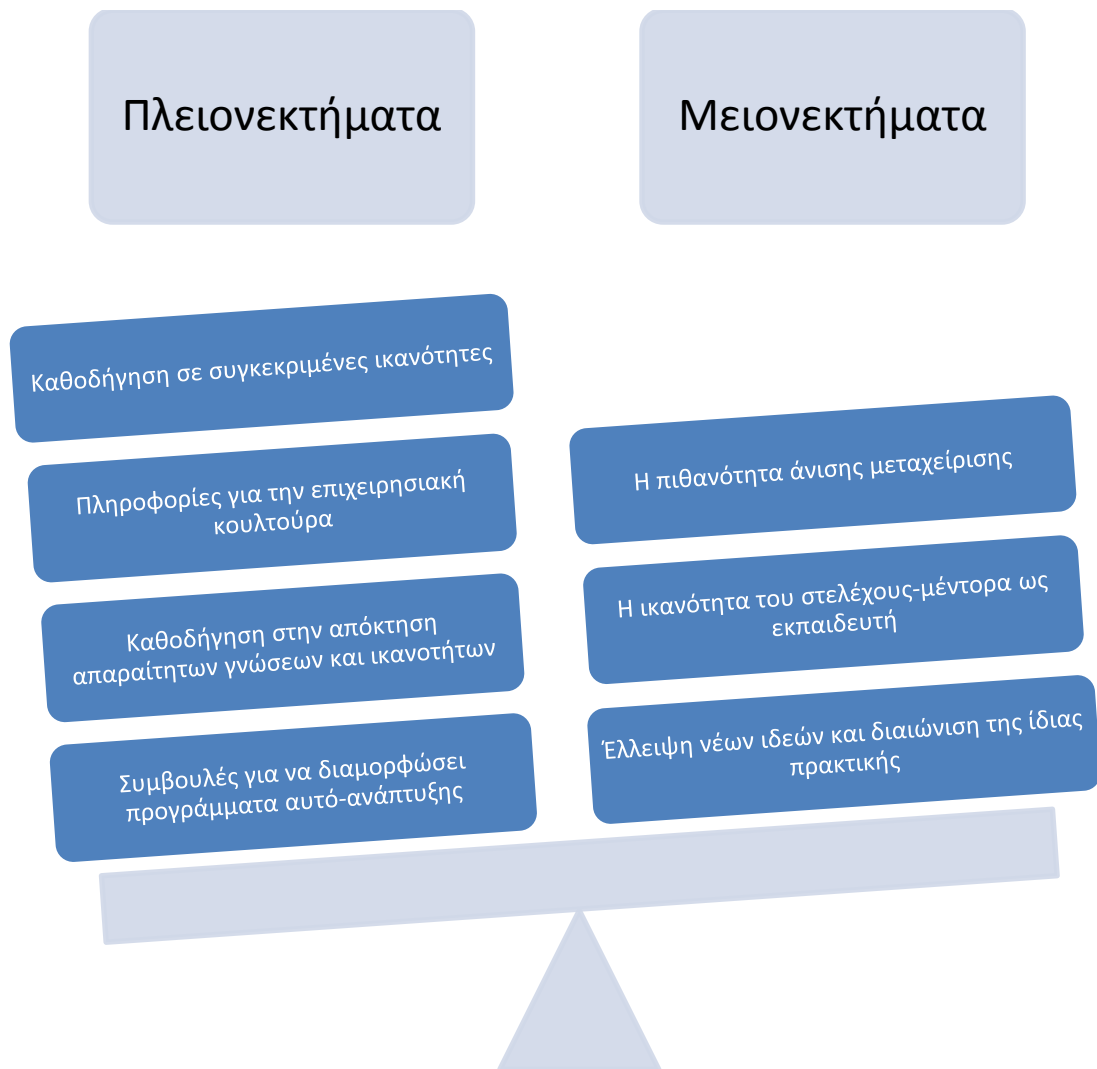 Πλειονεκτήματα
Μειονεκτήματα
Καθοδήγηση σε συγκεκριμένες ικανότητες
Πληροφορίες για την επιχειρησιακή
κουλτούρα
Καθοδήγηση στην απόκτηση
απαραίτητων γνώσεων και ικανοτήτων
Συμβουλές για να διαμορφώσει
προγράμματα αυτό-ανάπτυξης
Η πιθανότητα άνισης μεταχείρισης
Η ικανότητα του στελέχους-μέντορα ως
εκπαιδευτή
Έλλειψη νέων ιδεών και διαιώνιση της ίδιας
πρακτικής